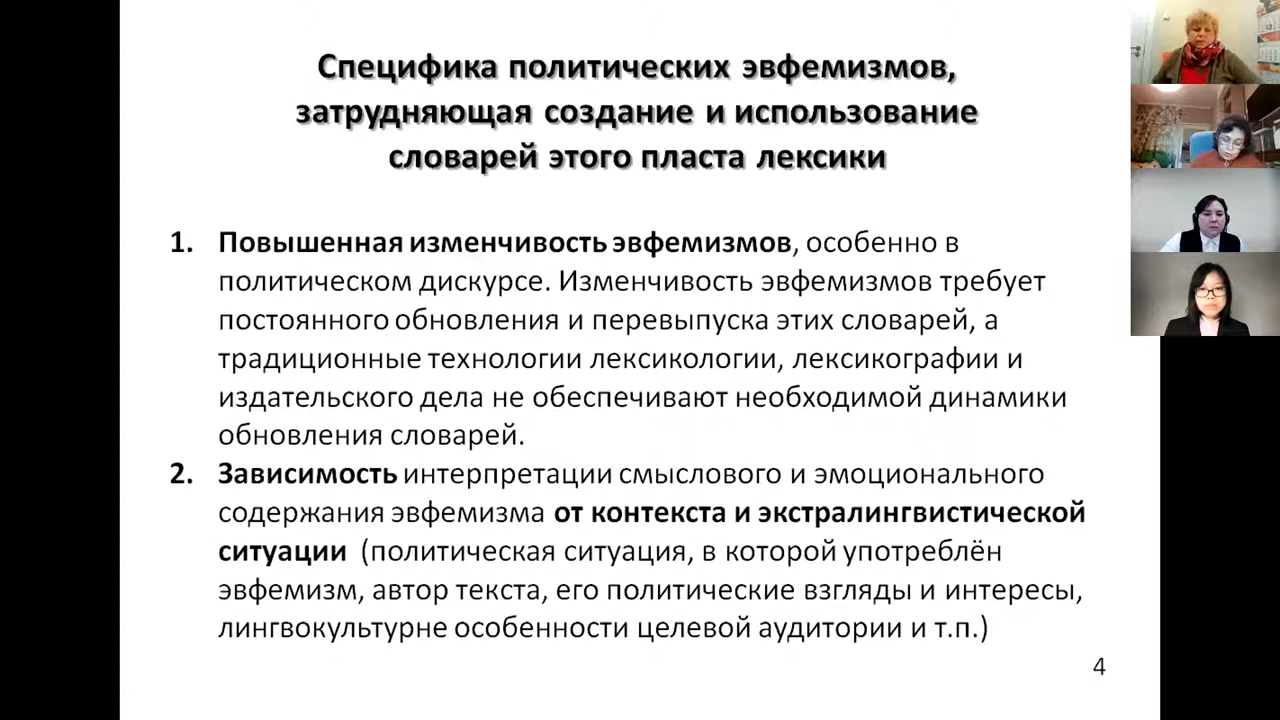 Специфика политических эвфемизмов,
затрудняющая создание и использование
словарей этого пласта лексики
1. Повышенная изменчивость эвфемизмов, особенно в
политическом дискурсе. Изменчивость эвфемизмов требует
постоянного обновления и перевыпуска этих словарей, а
традиционные технологии лексикологии, лексикографии и
издательского дела не обеспечивают необходимой динамики
обновления словарей.
2. Зависимость интерпретации смыслового и эмоционального
содержания эвфемизма от контекста и экстралингвистической
ситуации (политическая ситуация, в которой употреблён
эвфемизм, автор текста, его политические взгляды и интересы,
лингвокультурне особенности целевой аудитории и т.п.)
4